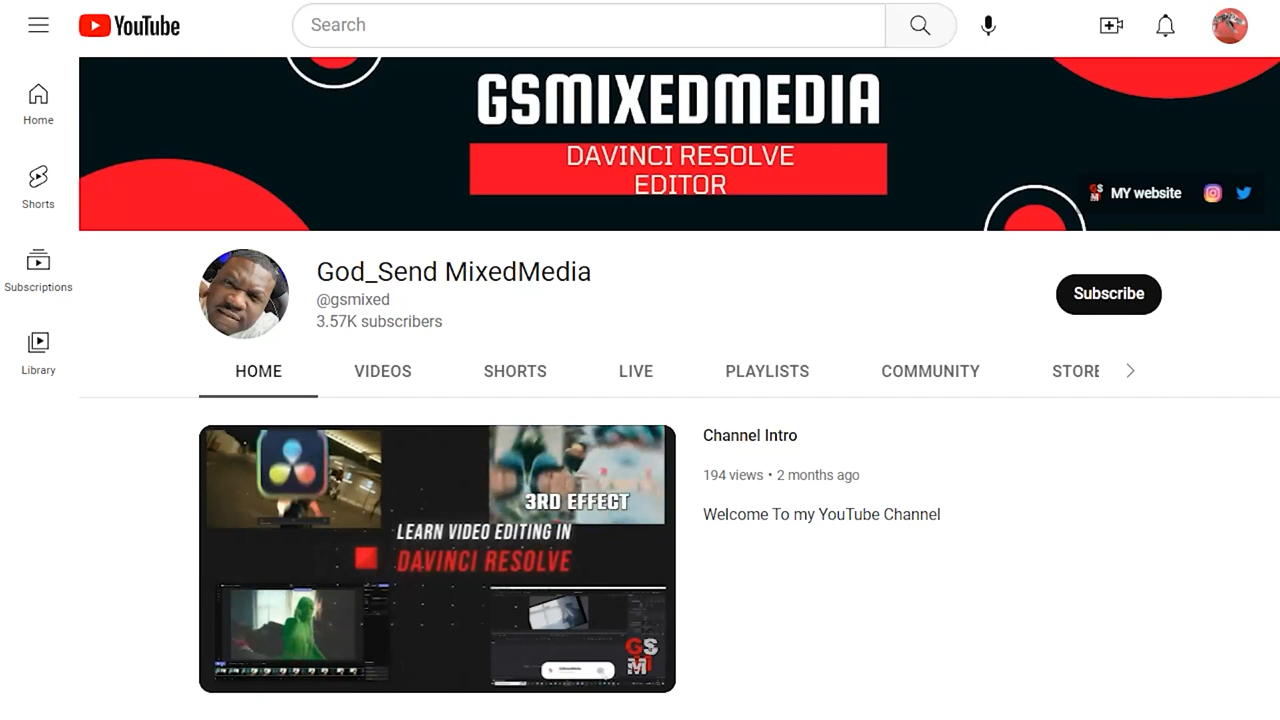 YouTube
Search
GSMIXEDMEDIA
DAVINCI RESOLVE
EDITOR
GS
M
MY website
Home
Shorts
Subscriptions
Library
God_Send MixedMedia
@gsmixed
3.57K subscribers
Subscribe
HOME
VIDEOS
SHORTS
LIVE
PLAYLISTS
COMMUNITY
STORE
3RD EFFECT
LEARN VIDEO EDITING IN
DAVINCI RESOLVE
GS
M
Channel Intro
194 views • 2 months ago
Welcome To my YouTube Channel